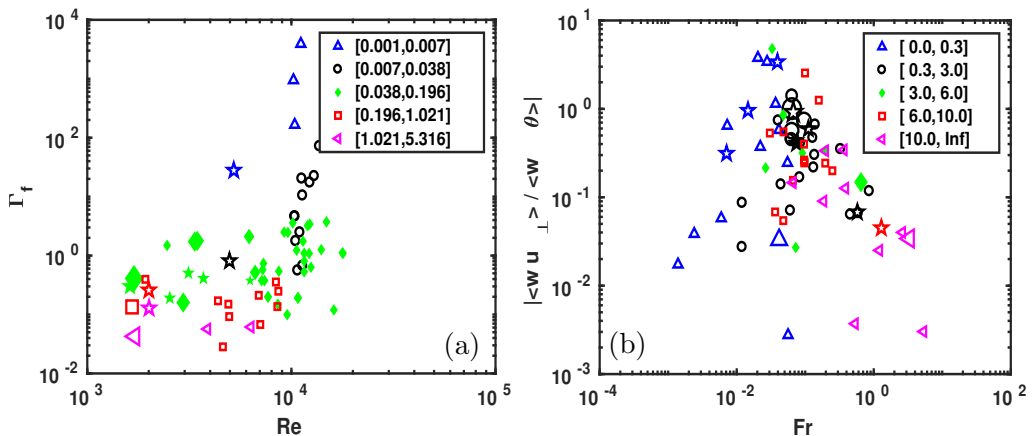 10^4
10^2
10^0
10^-2
Γ_f
[0.001,0.007]
[0.007,0.038]
[0.038,0.196]
[0.196,1.021]
[1.021,5.316]
(a)
10^3
10^4
10^5
Re
10^1
10^0
10^-1
10^-2
10^-3
|<w u_⊥> / <w θ>|
[ 0.0, 0.3]
[ 0.3, 3.0]
[ 3.0, 6.0]
[ 6.0,10.0]
[10.0, Inf]
(b)
10^-4
10^-2
10^0
10^2
Fr